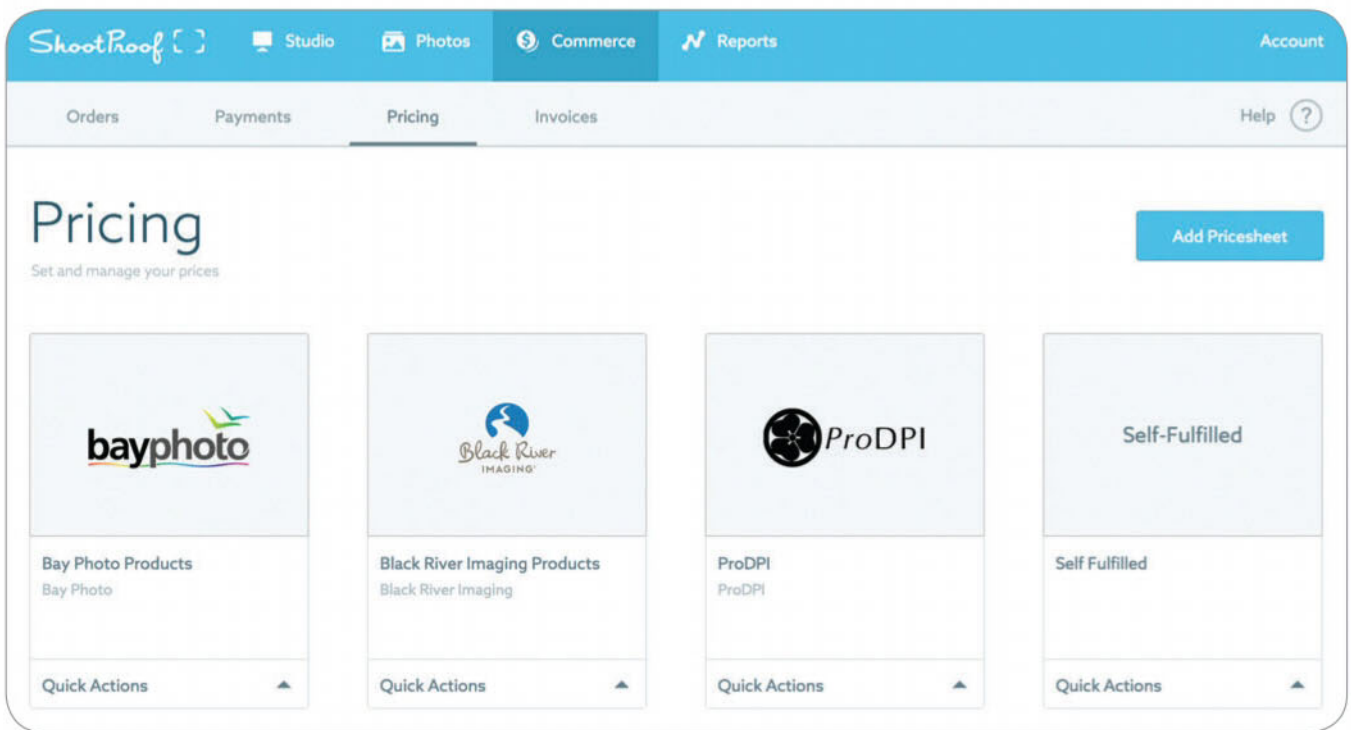 ShootProof Studio Photos Commerce Reports Account
Orders Payments Pricing Invoices Help ?
Pricing
Add Pricesheet
Set and manage your prices
bayphoto
Black River
IMAGING
ProDPI
Self-Fulfilled
Bay Photo Products
Bay Photo
Black River Imaging Products
Black River Imaging
ProDPI
ProDPI
Self Fulfilled
Quick Actions
Quick Actions
Quick Actions
Quick Actions